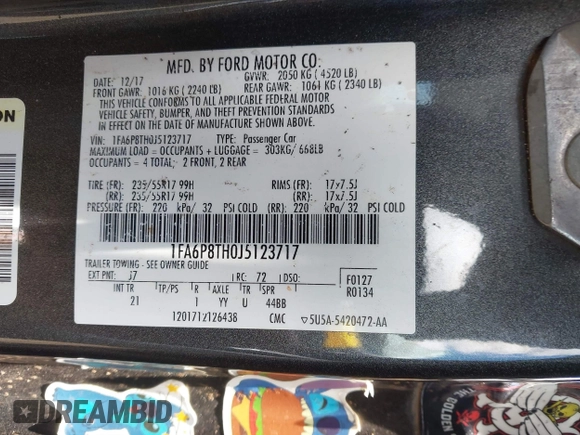 MFD. BY FORD MOTOR CO.
DATE: 12/17 GVWR: 2050 KG (4520 LB)
FRONT GAWR: 1016 KG (2240 LB) REAR GAWR: 1061 KG (2340 LB)
THIS VEHICLE CONFORMS TO ALL APPLICABLE FEDERAL MOTOR
VEHICLE SAFETY, BUMPER, AND THEFT PREVENTION STANDARDS
IN EFFECT ON THE DATE OF MANUFACTURE SHOWN ABOVE.
VIN: 1FA6P8TH0J5123717 TYPE: Passenger Car
MAXIMUM LOAD = OCCUPANTS + LUGGAGE = 303KG/ 668LB
OCCUPANTS = 4 TOTAL: 2 FRONT, 2 REAR
TIRE (FR): 235/55R17 99H RIMS (FR): 17x7.5J
(RR): 235/55R17 99H (RR): 17x7.5J
PRESSURE (FR): 220 kPa/ 32 PSI COLD (RR): 220 kPa/ 32 PSI COLD
1FA6P8TH0J5123717
TRAILER TOWING - SEE OWNER GUIDE
EXT PNT: J7 RC: 72 DSO: F0127
INT TR TP/PS R AXLE TR SPR R0134
21 I YY U 44BB
1201712126438 CMC 5U5A-5420472-AA
ON
THE GOLDEN
DREAMBID